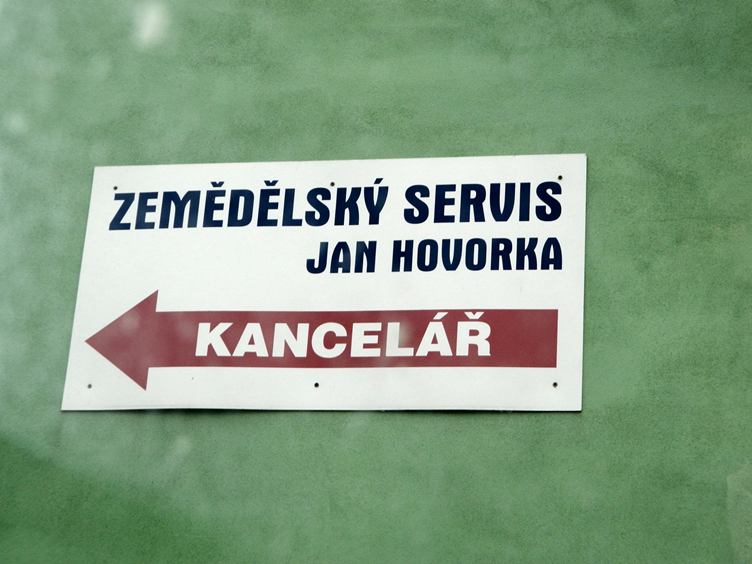 ZEMĚDĚLSKÝ SERVIS
JAN HOVORKA
KANCELÁŘ